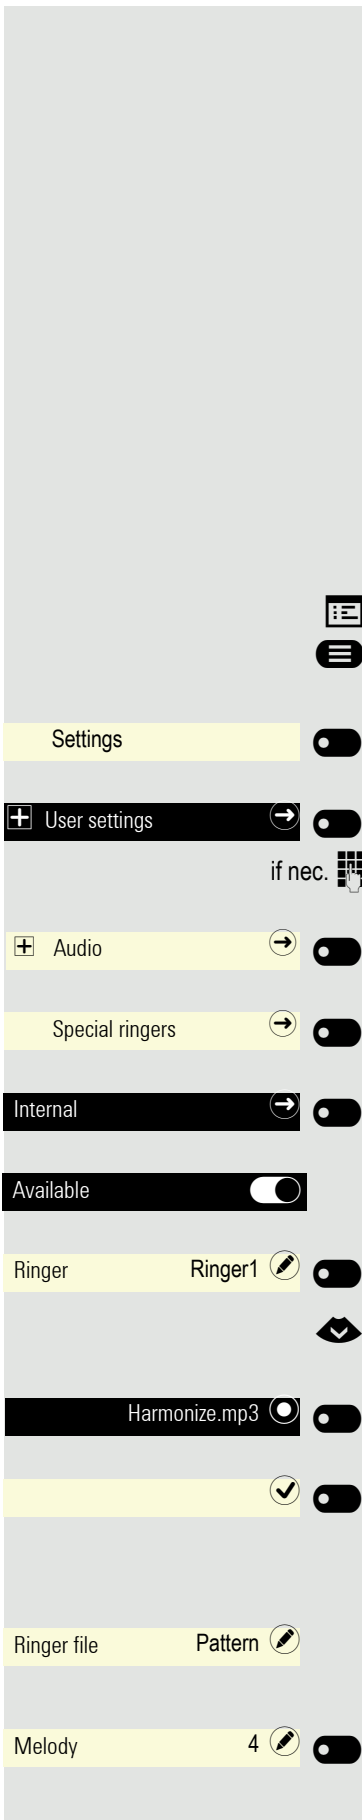 Settings
User settings
if nec.
Audio
Special ringers
Internal
Available
Ringer Ringer1
Harmonize.mp3
Ringer file Pattern
Melody 4